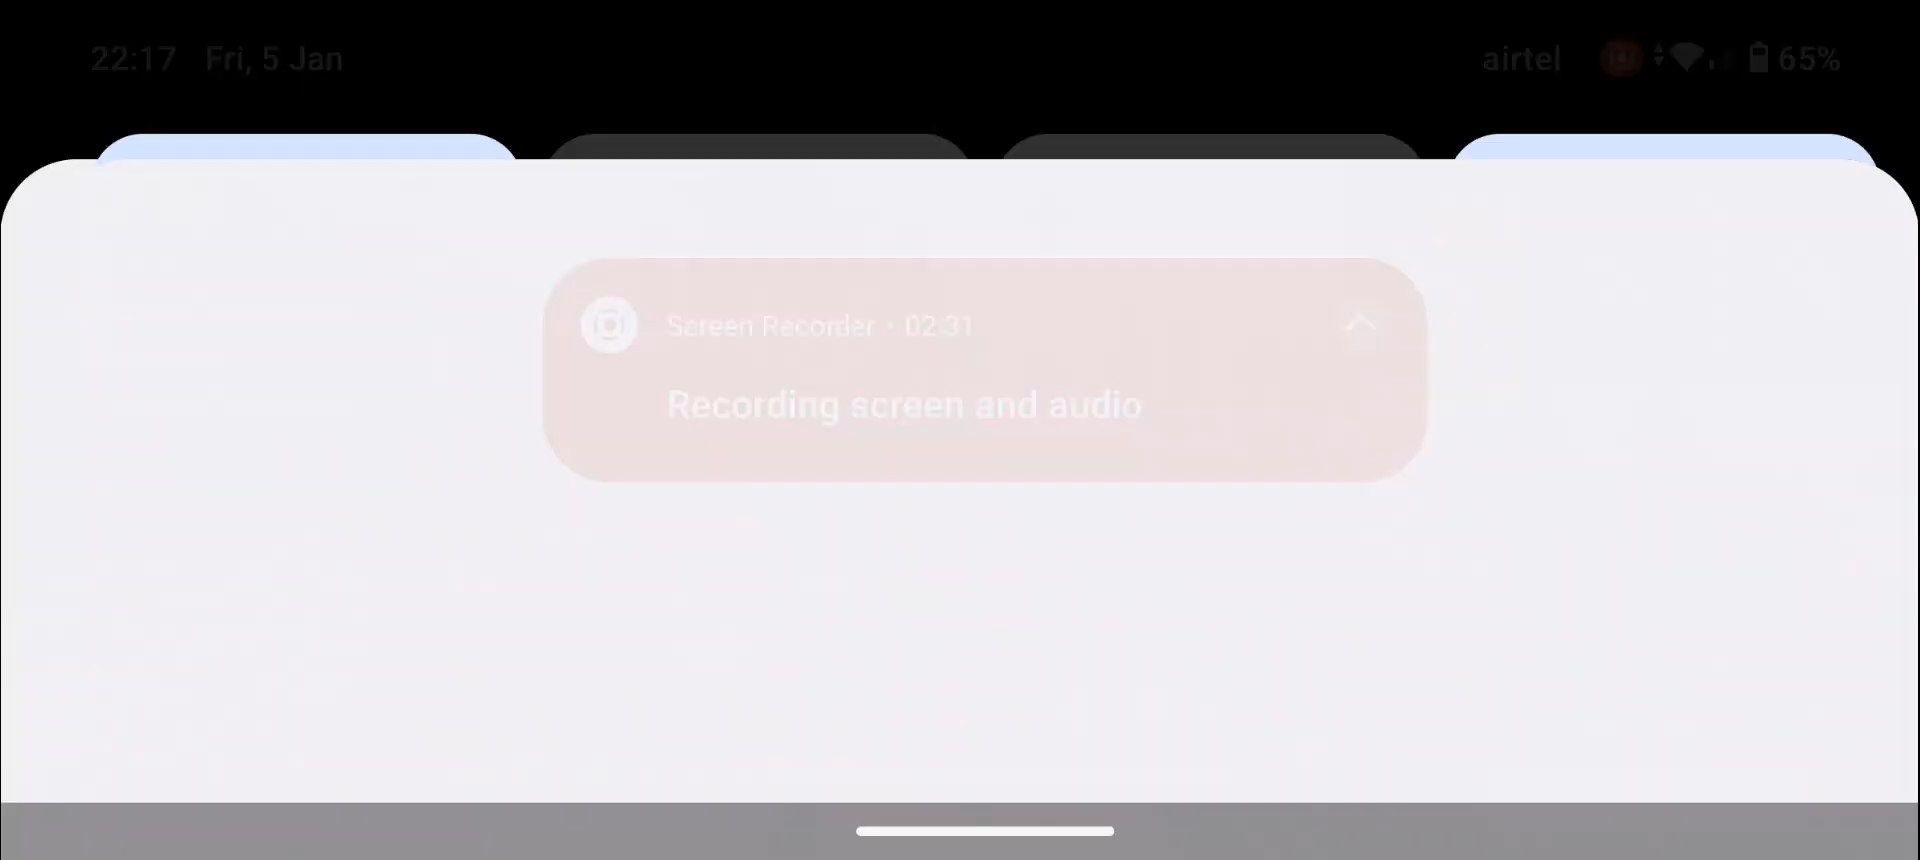 22:17 Fri, 5 Jan
airtel 65%
Screen Recorder • 02:31
Recording screen and audio